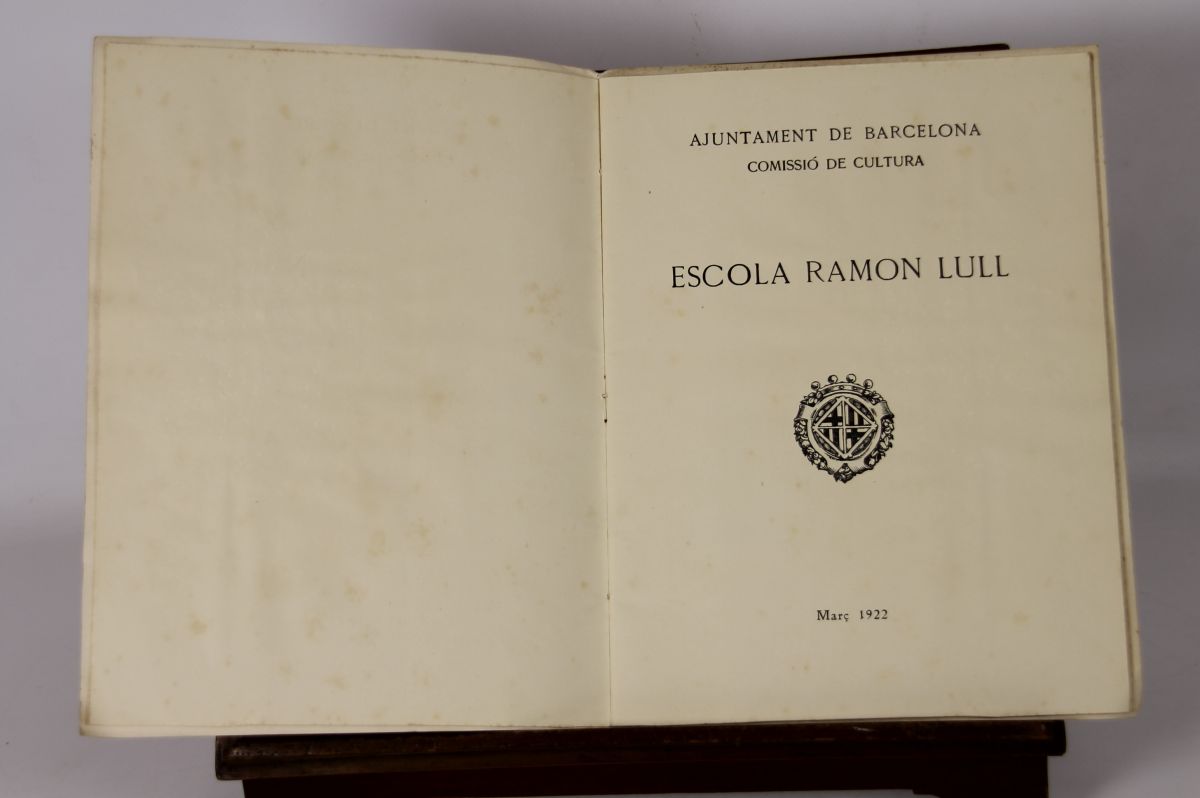 AJUNTAMENT DE BARCELONA
COMISSIÓ DE CULTURA
ESCOLA RAMON LULL
Març 1922